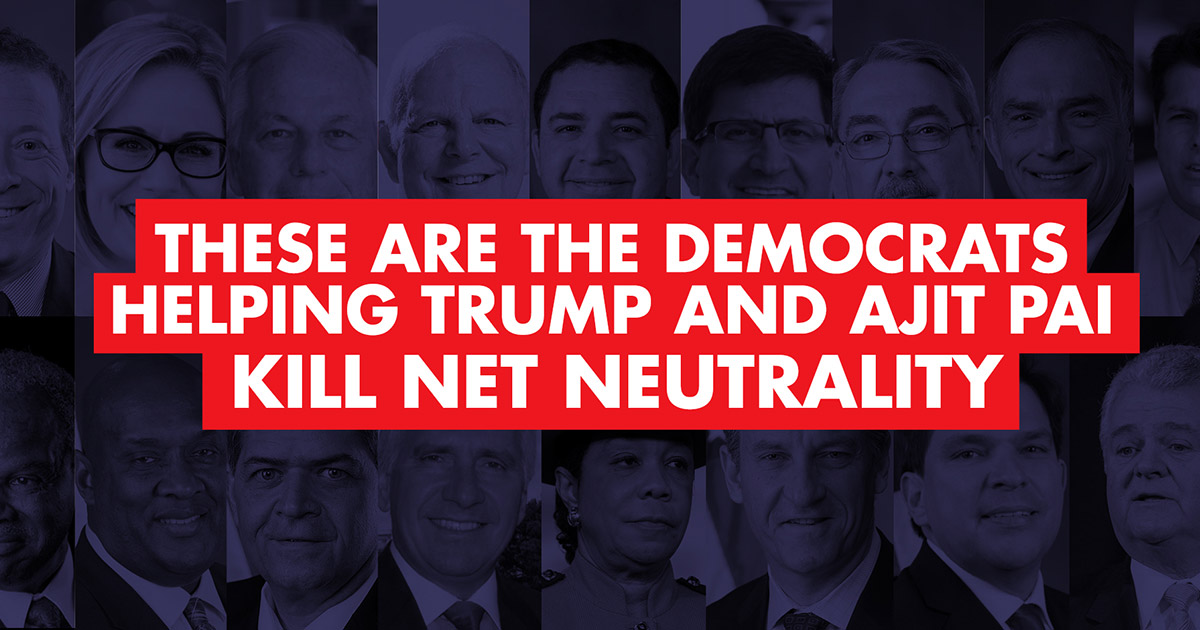 THESE ARE THE DEMOCRATS
HELPING TRUMP AND AJIT PAI
KILL NET NEUTRALITY